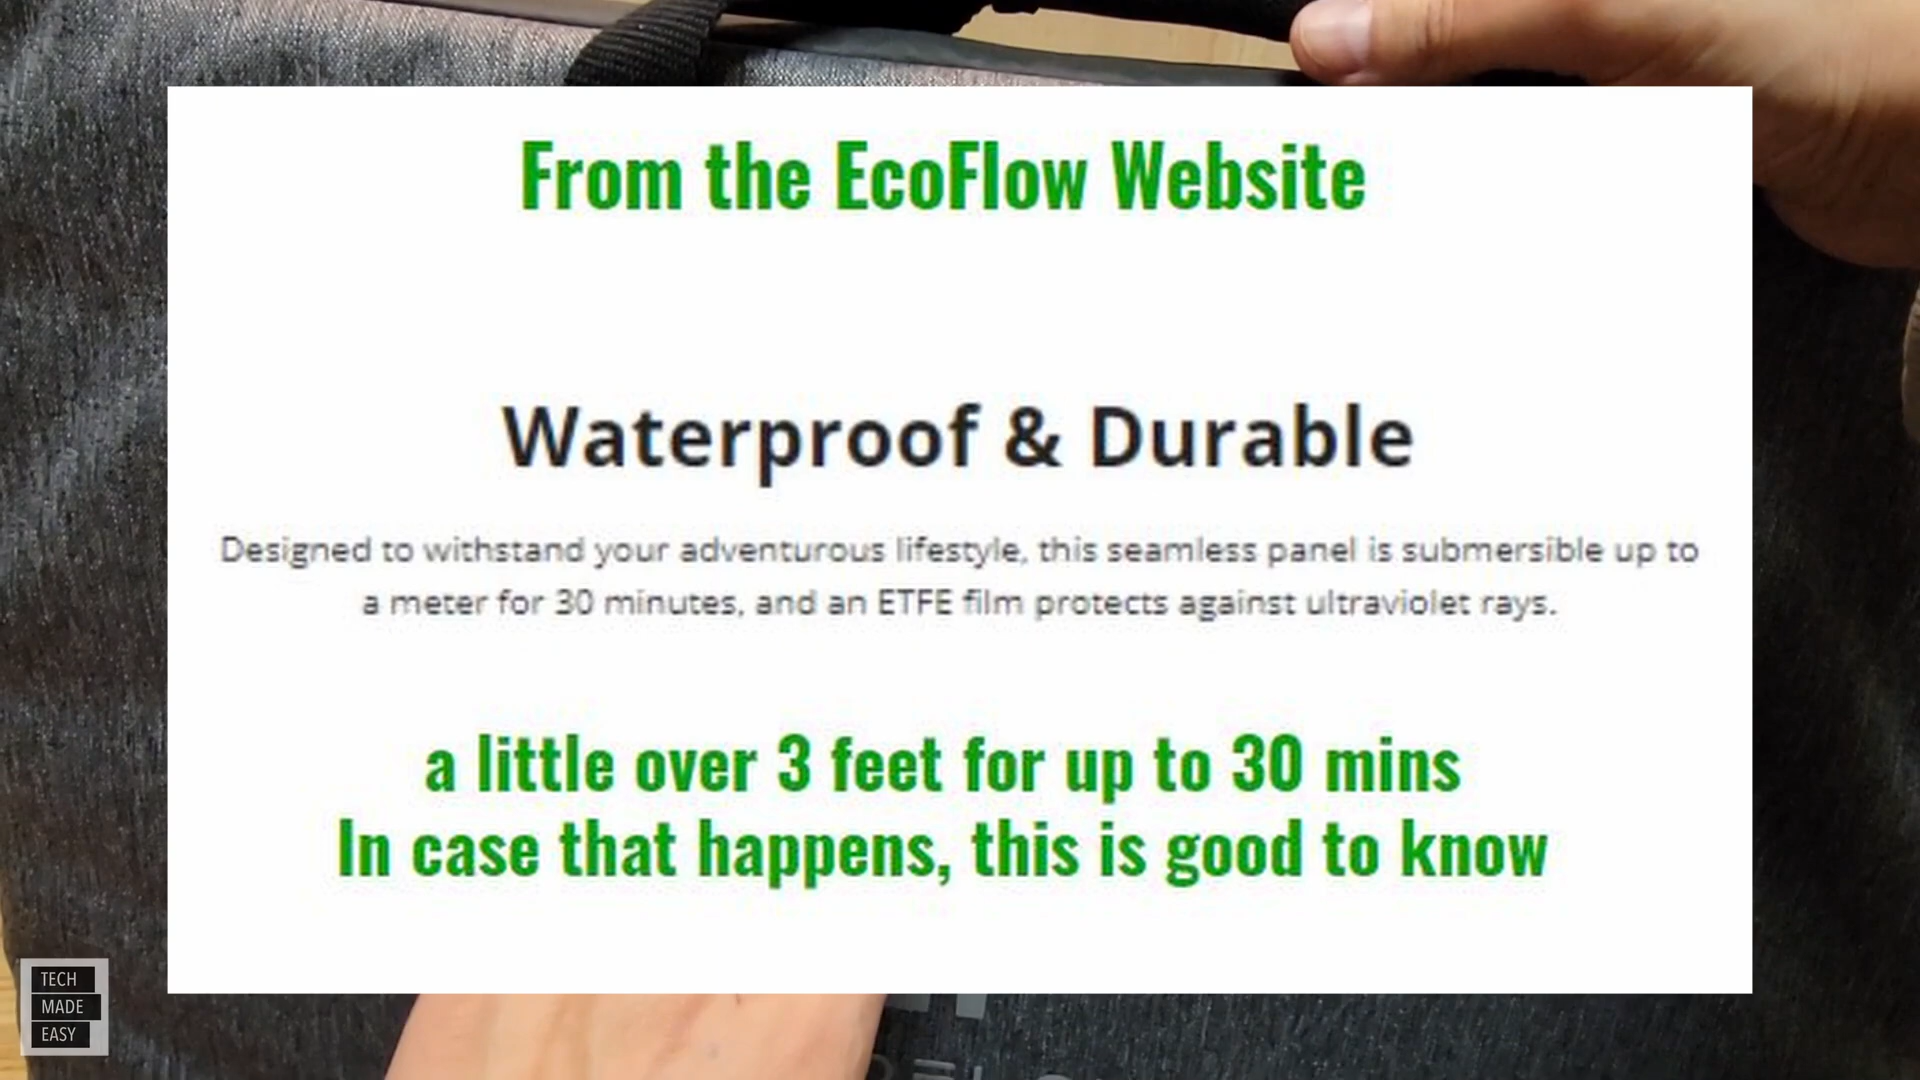 From the EcoFlow Website
Waterproof & Durable
Designed to withstand your adventurous lifestyle, this seamless panel is submersible up to
a meter for 30 minutes, and an ETFE film protects against ultraviolet rays.
a little over 3 feet for up to 30 mins
In case that happens, this is good to know
TECH
MADE
EASY